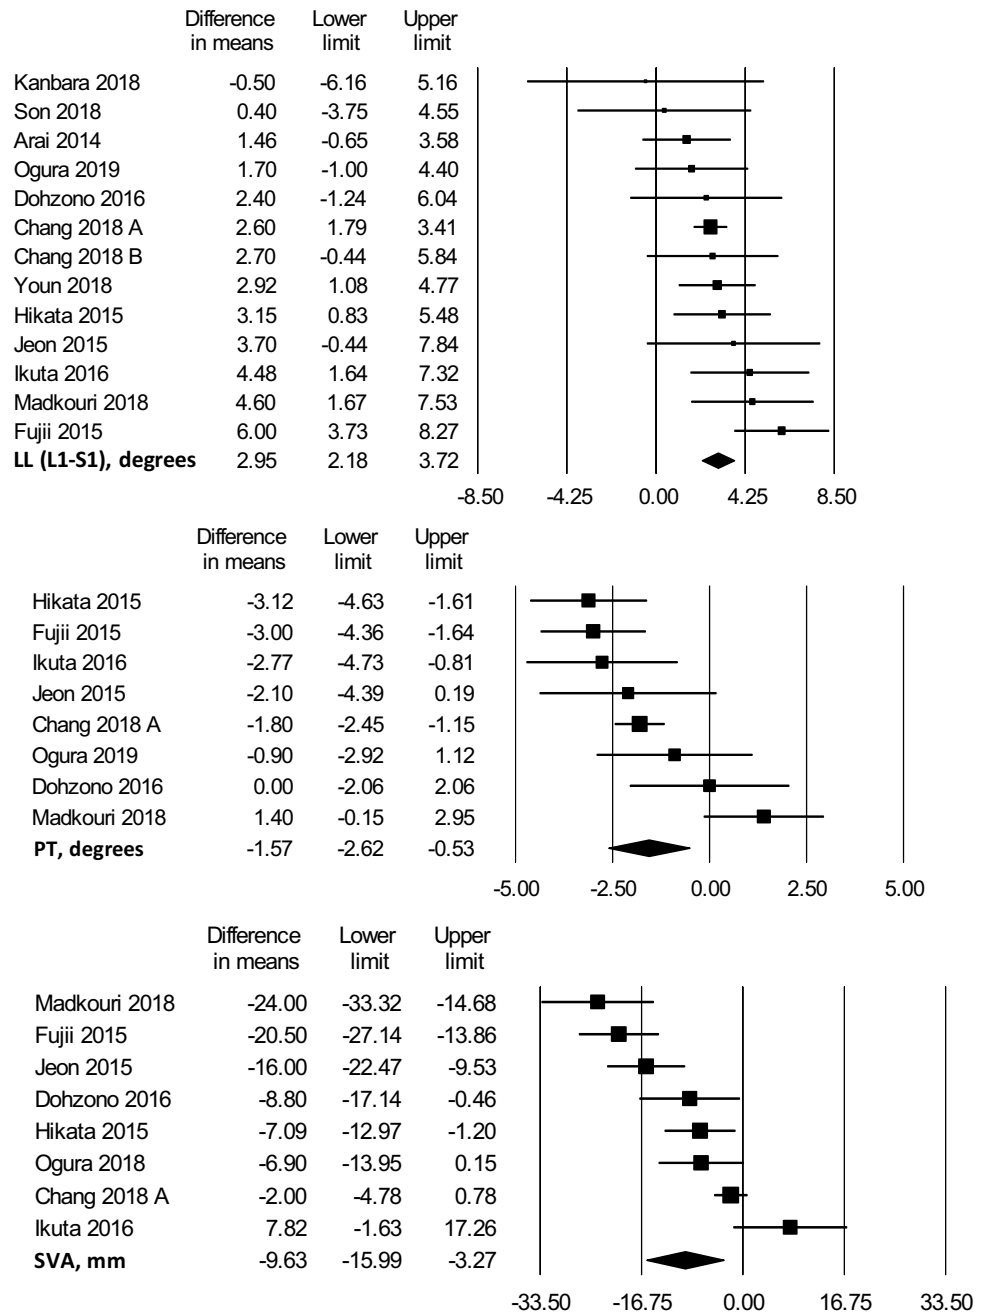 Difference Lower Upper
in means limit limit
Kanbara 2018 -0.50 -6.16 5.16
Son 2018 0.40 -3.75 4.55
Arai 2014 1.46 -0.65 3.58
Ogura 2019 1.70 -1.00 4.40
Dohzono 2016 2.40 -1.24 6.04
Chang 2018 A 2.60 1.79 3.41
Chang 2018 B 2.70 -0.44 5.84
Youn 2018 2.92 1.08 4.77
Hikata 2015 3.15 0.83 5.48
Jeon 2015 3.70 -0.44 7.84
Ikuta 2016 4.48 1.64 7.32
Madkouri 2018 4.60 1.67 7.53
Fujii 2015 6.00 3.73 8.27
LL (L1-S1), degrees 2.95 2.18 3.72
-8.50 -4.25 0.00 4.25 8.50
Difference Lower Upper
in means limit limit
Hikata 2015 -3.12 -4.63 -1.61
Fujii 2015 -3.00 -4.36 -1.64
Ikuta 2016 -2.77 -4.73 -0.81
Jeon 2015 -2.10 -4.39 0.19
Chang 2018 A -1.80 -2.45 -1.15
Ogura 2019 -0.90 -2.92 1.12
Dohzono 2016 0.00 -2.06 2.06
Madkouri 2018 1.40 -0.15 2.95
PT, degrees -1.57 -2.62 -0.53
-5.00 -2.50 0.00 2.50 5.00
Difference Lower Upper
in means limit limit
Madkouri 2018 -24.00 -33.32 -14.68
Fujii 2015 -20.50 -27.14 -13.86
Jeon 2015 -16.00 -22.47 -9.53
Dohzono 2016 -8.80 -17.14 -0.46
Hikata 2015 -7.09 -12.97 -1.20
Ogura 2018 -6.90 -13.95 0.15
Chang 2018 A -2.00 -4.78 0.78
Ikuta 2016 7.82 -1.63 17.26
SVA, mm -9.63 -15.99 -3.27
-33.50 -16.75 0.00 16.75 33.50